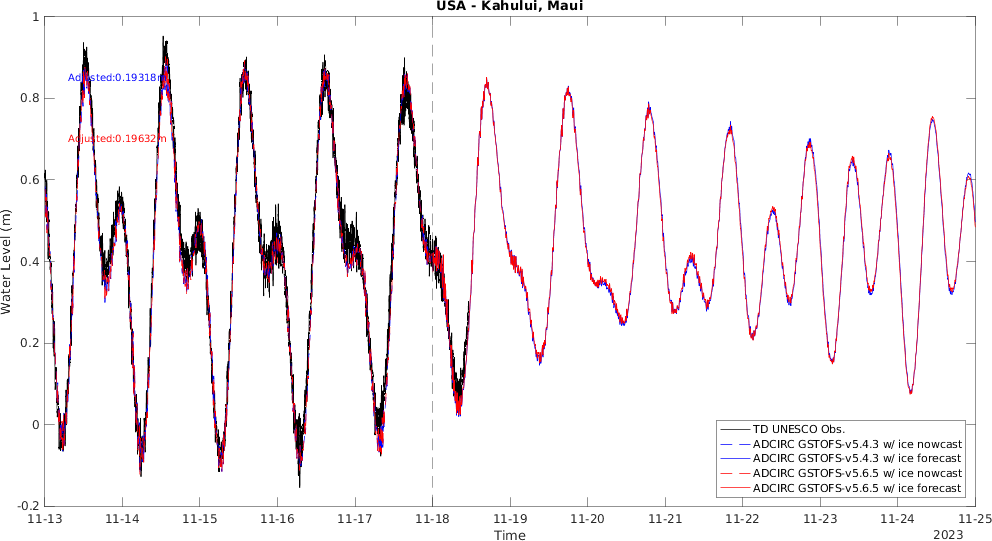 USA - Kahului, Maui
1
0.8
0.6
0.4
0.2
0
-0.2
Water Level (m)
Adjusted:0.19318m
Adjusted:0.19632m
TD UNESCO Obs.
ADCIRC GSTOFS-v5.4.3 w/ ice nowcast
ADCIRC GSTOFS-v5.4.3 w/ ice forecast
ADCIRC GSTOFS-v5.6.5 w/ ice nowcast
ADCIRC GSTOFS-v5.6.5 w/ ice forecast
11-13 11-14 11-15 11-16 11-17 11-18 11-19 11-20 11-21 11-22 11-23 11-24 11-25
Time
2023